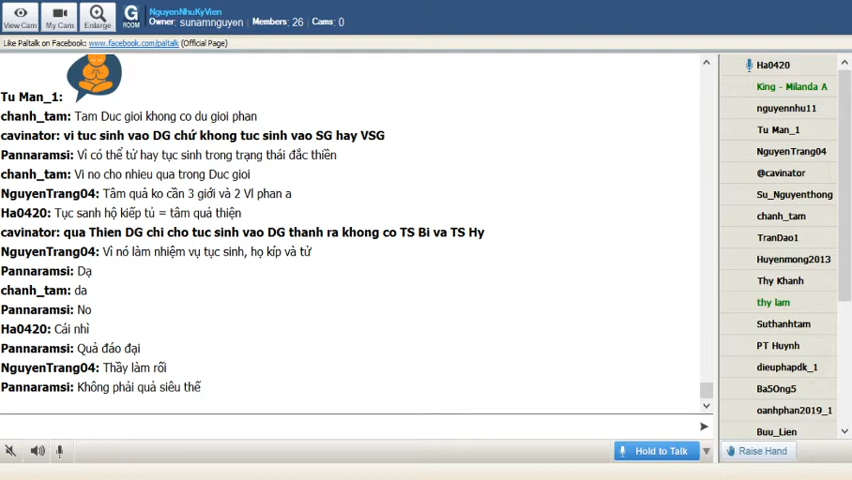 NguyenNhuKyVien
Owner: sunamnguyen Members: 26 Cams: 0
View Cam My Cam Enlarge G ROOM
Like Paltalk on Facebook: www.facebook.com/paltalk (Official Page)
Tu Man_1:
chanh_tam: Tam Duc gioi khong co du gioi phan
cavinator: vi tuc sinh vao DG chứ khong tuc sinh vao SG hay VSG
Pannaramsi: Vì có thể tử hay tục sinh trong trạng thái đắc thiền
chanh_tam: Vi no cho nhieu qua trong Duc gioi
NguyenTrang04: Tâm quả ko cần 3 giới và 2 VI phan a
Ha0420: Tục sanh hộ kiếp tủ = tâm quả thiện
cavinator: qua Thien DG chi cho tuc sinh vao DG thanh ra khong co TS Bi va TS Hy
NguyenTrang04: Vì nó làm nhiệm vụ tục sinh, họ kíp và tử
Pannaramsi: Dạ
chanh_tam: da
Pannaramsi: No
Ha0420: Cái nhì
Pannaramsi: Quả đáo đại
NguyenTrang04: Thầy làm rối
Pannaramsi: Không phải quả siêu thế
Hold to Talk
Ha0420
King - Milanda A
nguyennhu11
Tu Man_1
NguyenTrang04
@cavinator
Su_Nguyenthong
chanh_tam
TranDao1
Huyenmong2013
Thy Khanh
thy lam
Suthanhtam
PT Huynh
dieuphapdk_1
Ba5Ong5
oanhphan2019_1
Buu_Lien
Raise Hand